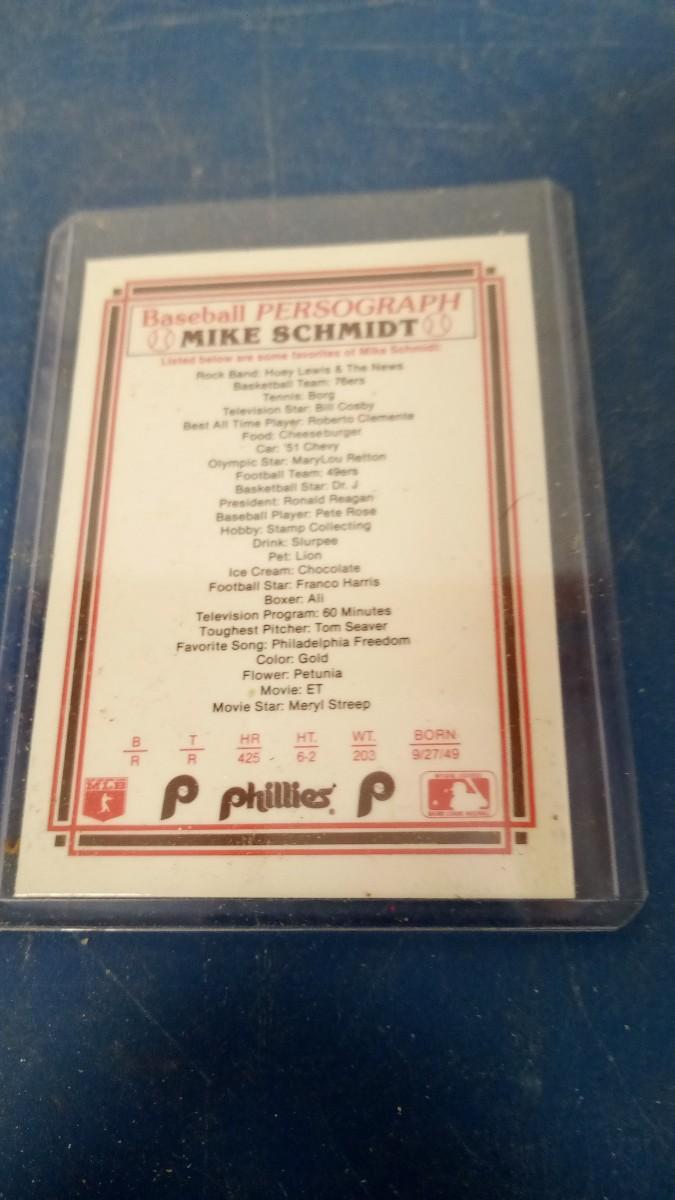 Baseball PERSOGRAPH
MIKE SCHMIDT
Listed below are some favorites of Mike Schmidt:
Rock Band: Huey Lewis & The News
Basketball Team: 76ers
Tennis: Borg
Television Star: Bill Cosby
Best All Time Player: Roberto Clemente
Food: Cheeseburger
Car: '51 Chevy
Olympic Star: MaryLou Retton
Football Team: 49ers
Basketball Star: Dr. J
President: Ronald Reagan
Baseball Player: Pete Rose
Hobby: Stamp Collecting
Drink: Slurpee
Pet: Lion
Ice Cream: Chocolate
Football Star: Franco Harris
Boxer: Ali
Television Program: 60 Minutes
Toughest Pitcher: Tom Seaver
Favorite Song: Philadelphia Freedom
Color: Gold
Flower: Petunia
Movie: ET
Movie Star: Meryl Streep
B T HR HT. WT. BORN
R R 425 6-2 203 9/27/49
P phillies P